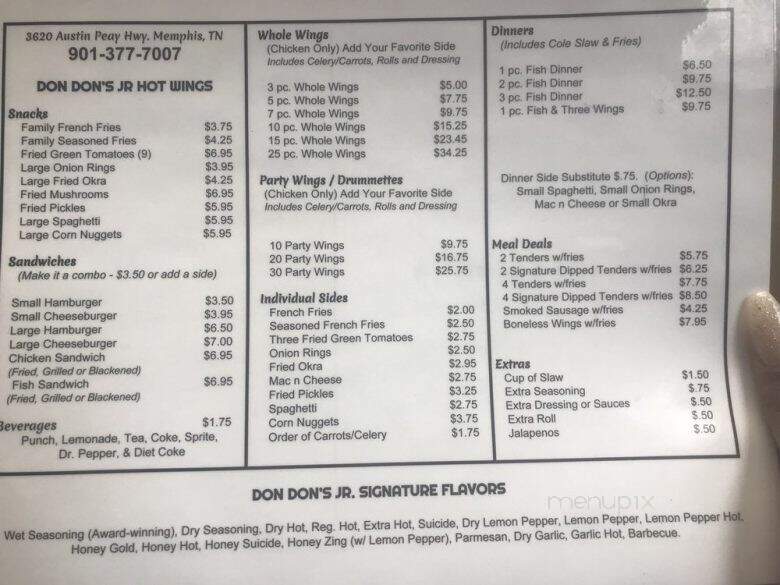 3620 Austin Peay Hwy. Memphis, TN
901-377-7007
DON DON'S JR HOT WINGS
Snacks
Family French Fries $3.75
Family Seasoned Fries $4.25
Fried Green Tomatoes (9) $6.95
Large Onion Rings $3.95
Large Fried Okra $4.25
Fried Mushrooms $6.95
Fried Pickles $5.95
Large Spaghetti $5.95
Large Corn Nuggets $5.95
Sandwiches
(Make it a combo - $3.50 or add a side)
Small Hamburger $3.50
Small Cheeseburger $3.95
Large Hamburger $6.50
Large Cheeseburger $7.00
Chicken Sandwich $6.95
(Fried, Grilled or Blackened)
Fish Sandwich $6.95
(Fried, Grilled or Blackened)
Beverages $1.75
Punch, Lemonade, Tea, Coke, Sprite,
Dr. Pepper, & Diet Coke
Whole Wings
(Chicken Only) Add Your Favorite Side
Includes Celery/Carrots, Rolls and Dressing
3 pc. Whole Wings $5.00
5 pc. Whole Wings $7.75
7 pc. Whole Wings $9.75
10 pc. Whole Wings $15.25
15 pc. Whole Wings $23.45
25 pc. Whole Wings $34.25
Party Wings / Drummettes
(Chicken Only) Add Your Favorite Side
Includes Celery/Carrots, Rolls and Dressing
10 Party Wings $9.75
20 Party Wings $16.75
30 Party Wings $25.75
Individual Sides
French Fries $2.00
Seasoned French Fries $2.50
Three Fried Green Tomatoes $2.75
Onion Rings $2.50
Fried Okra $2.95
Mac n Cheese $2.75
Fried Pickles $3.25
Spaghetti $2.75
Corn Nuggets $3.75
Order of Carrots/Celery $1.75
Dinners
(Includes Cole Slaw & Fries)
1 pc. Fish Dinner $6.50
2 pc. Fish Dinner $9.75
3 pc. Fish Dinner $12.50
1 pc. Fish & Three Wings $9.75
Dinner Side Substitute $.75. (Options):
Small Spaghetti, Small Onion Rings,
Mac n Cheese or Small Okra
Meal Deals
2 Tenders w/fries $5.75
2 Signature Dipped Tenders w/fries $6.25
4 Tenders w/fries $7.75
4 Signature Dipped Tenders w/fries $8.50
Smoked Sausage w/fries $4.25
Boneless Wings w/fries $7.95
Extras
Cup of Slaw $1.50
Extra Seasoning $.75
Extra Dressing or Sauces $.50
Extra Roll $.50
Jalapenos $.50
DON DON'S JR. SIGNATURE FLAVORS
menupix
Wet Seasoning (Award-winning), Dry Seasoning, Dry Hot, Reg. Hot, Extra Hot, Suicide, Dry Lemon Pepper, Lemon Pepper, Lemon Pepper Hot,
Honey Gold, Honey Hot, Honey Suicide, Honey Zing (w/ Lemon Pepper), Parmesan, Dry Garlic, Garlic Hot, Barbecue.